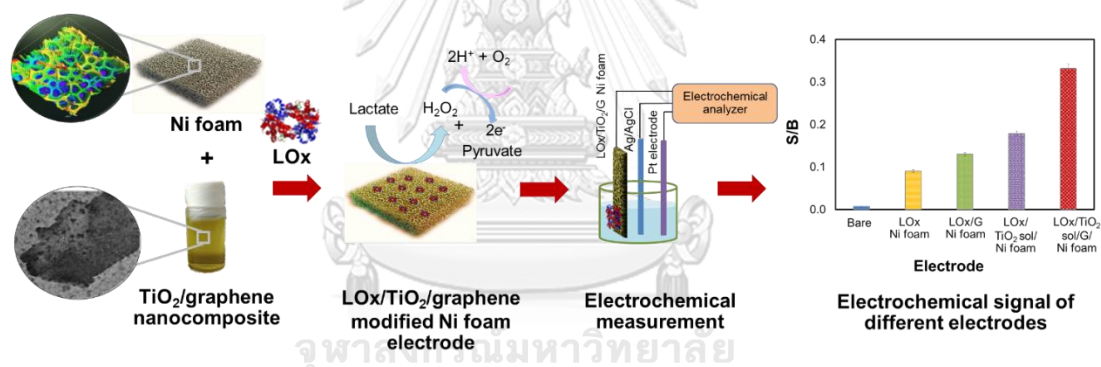 Ni foam
+
TiO₂/graphene
nanocomposite
LOx
2H⁺ + O₂
Lactate
H₂O₂
+
2e⁻
Pyruvate
LOx/TiO₂/graphene
modified Ni foam
electrode
LOx/TiO₂/G Ni foam
Ag/AgCl
Pt electrode
Electrochemical
analyzer
Electrochemical
measurement
S/B
0.4
0.3
0.2
0.1
0.0
Bare
LOx
Ni foam
LOx/G
Ni foam
LOx/
TiO₂ sol/
Ni foam
LOx/TiO₂
sol/G/
Ni foam
Electrode
Electrochemical signal of
different electrodes
จุฬาลงกรณ์มหาวิทยาลัย